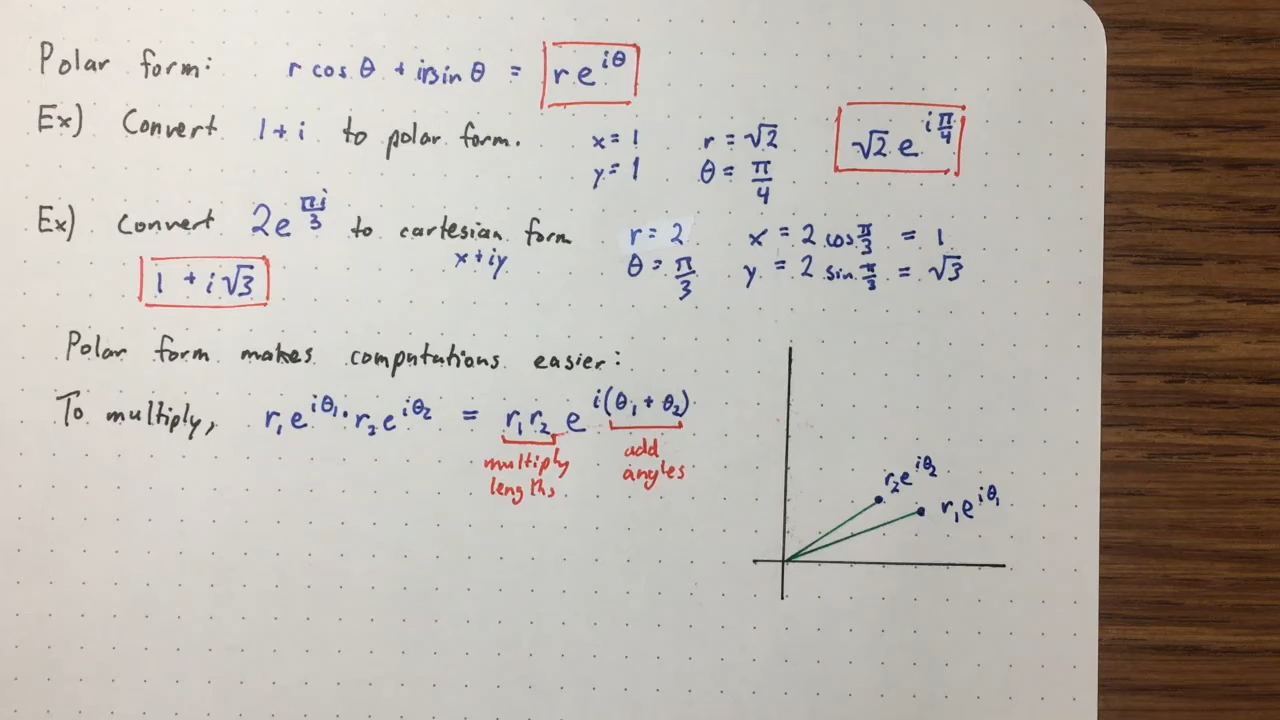 Polar form: r cos θ + ir sin θ = re^{iθ}
Ex) Convert 1+i to polar form. x = 1 r = √2 √2 e^{i π/4}
y = 1 θ = π/4
Ex) Convert 2e^{πi/3} to cartesian form r = 2 x = 2 cos π/3 = 1
x+iy θ = π/3 y = 2 sin π/3 = √3
1 + i√3
Polar form makes computations easier:
To multiply, r₁e^{iθ₁}·r₂e^{iθ₂} = r₁r₂ e^{i(θ₁ + θ₂)}
multiply add
lengths angles
r₂e^{iθ₂}
r₁e^{iθ₁}